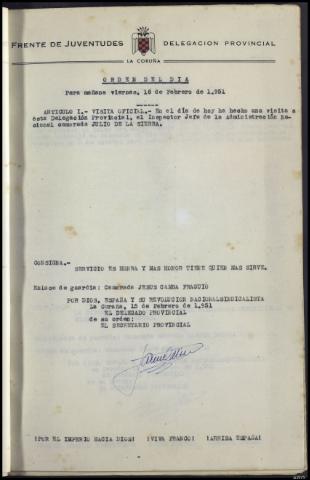 FRENTE DE JUVENTUDES
DELEGACION PROVINCIAL
LA CORUÑA
ORDEN DEL DIA
Para mañana viernes, 16 de Febrero de 1.951
ARTICULO I.- VISITA OFICIAL.- En el día de hoy ha hecho una visita a
ésta Delegación Provincial, el Inspector Jefe de la Administración Na-
cional camarada JULIO DE LA SIERRA.
CONSIGNA.-
SERVICIO ES HONRA Y MAS HONOR TIENE QUIEN MAS SIRVE.
Enlace de guardia: Camarada JESUS GAMBA FRAGUIO
POR DIOS, ESPAÑA Y SU REVOLUCION NACIONALSINDICALISTA
La Coruña, 15 de Febrero de 1.951
EL DELEGADO PROVINCIAL
de su orden:
EL SECRETARIO PROVINCIAL
¡POR EL IMPERIO HACIA DIOS! ¡VIVA FRANCO! ¡ARRIBA ESPAÑA!